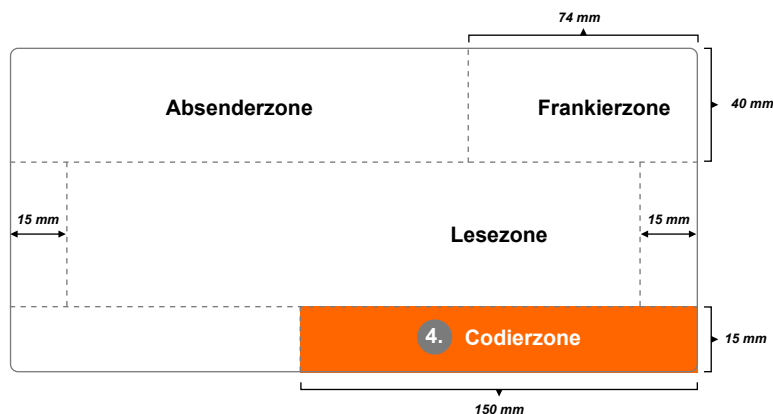 74 mm
Absenderzone
Frankierzone
40 mm
15 mm
15 mm
Lesezone
4. Codierzone
15 mm
150 mm